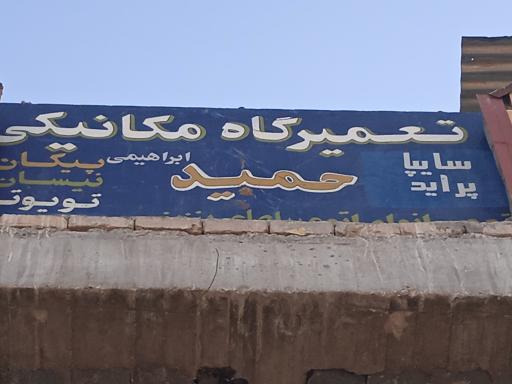 تعمیرگاه مکانیکی
سایپا
پراید
حمید
ابراهیمی
پیکان
نیسان
تویوتا